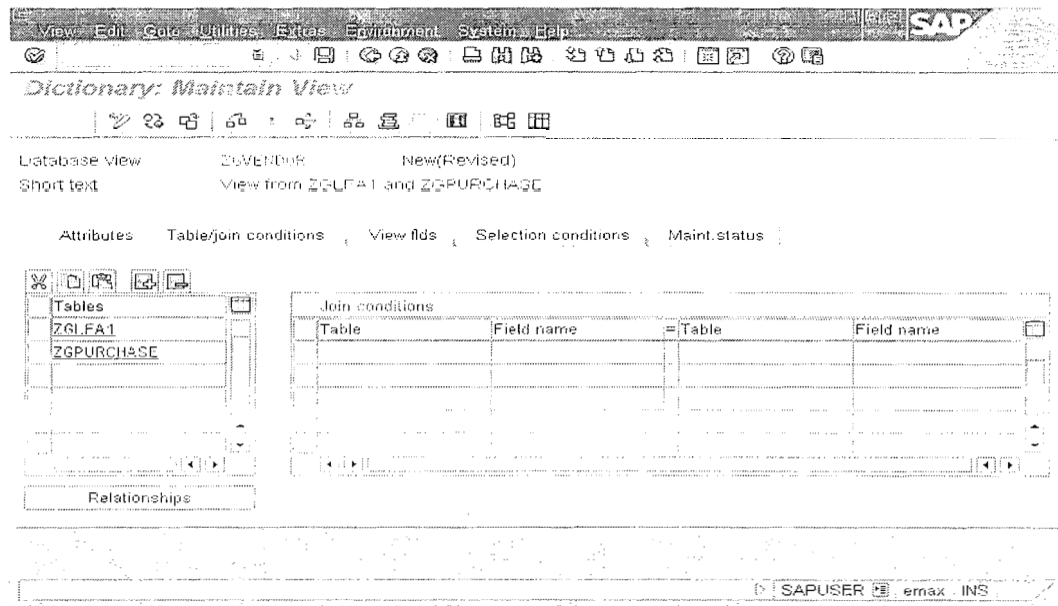 View Edit Goto Utilities Extras Environment System Help
SAP
Dictionary: Maintain View
Database view ZGVENDOR New(Revised)
Short text View from ZGLFA1 and ZGPURCHASE
Attributes Table/join conditions View flds Selection conditions Maint.status
Tables
ZGLFA1
ZGPURCHASE
Join conditions
Table Field name = Table Field name
Relationships
SAPUSER emax INS